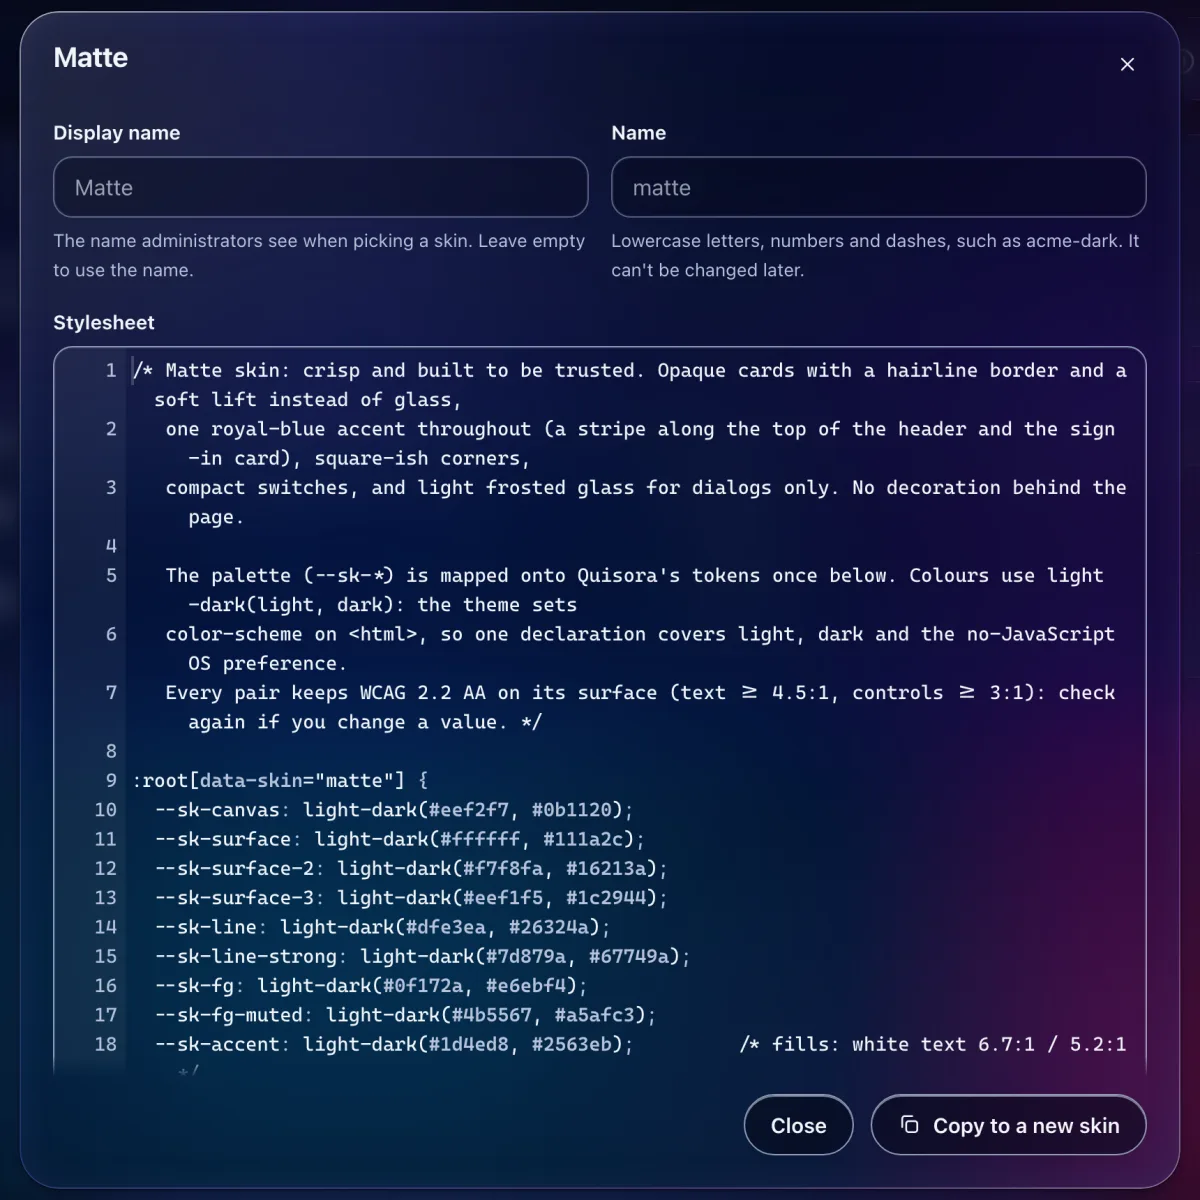 Matte
Display name
Name
Matte
matte
The name administrators see when picking a skin. Leave empty
to use the name.
Lowercase letters, numbers and dashes, such as acme-dark. It
can't be changed later.
Stylesheet
1 /* Matte skin: crisp and built to be trusted. Opaque cards with a hairline border and a
soft lift instead of glass,
2 one royal-blue accent throughout (a stripe along the top of the header and the sign
-in card), square-ish corners,
3 compact switches, and light frosted glass for dialogs only. No decoration behind the
page.
4
5 The palette (--sk-*) is mapped onto Quisora's tokens once below. Colours use light
-dark(light, dark): the theme sets
6 color-scheme on <html>, so one declaration covers light, dark and the no-JavaScript
OS preference.
7 Every pair keeps WCAG 2.2 AA on its surface (text ≥ 4.5:1, controls ≥ 3:1): check
again if you change a value. */
8
9 :root[data-skin="matte"] {
10 --sk-canvas: light-dark(#eef2f7, #0b1120);
11 --sk-surface: light-dark(#ffffff, #111a2c);
12 --sk-surface-2: light-dark(#f7f8fa, #16213a);
13 --sk-surface-3: light-dark(#eef1f5, #1c2944);
14 --sk-line: light-dark(#dfe3ea, #26324a);
15 --sk-line-strong: light-dark(#7d879a, #67749a);
16 --sk-fg: light-dark(#0f172a, #e6ebf4);
17 --sk-fg-muted: light-dark(#4b5567, #a5afc3);
18 --sk-accent: light-dark(#1d4ed8, #2563eb); /* fills: white text 6.7:1 / 5.2:1
*/
Close
Copy to a new skin